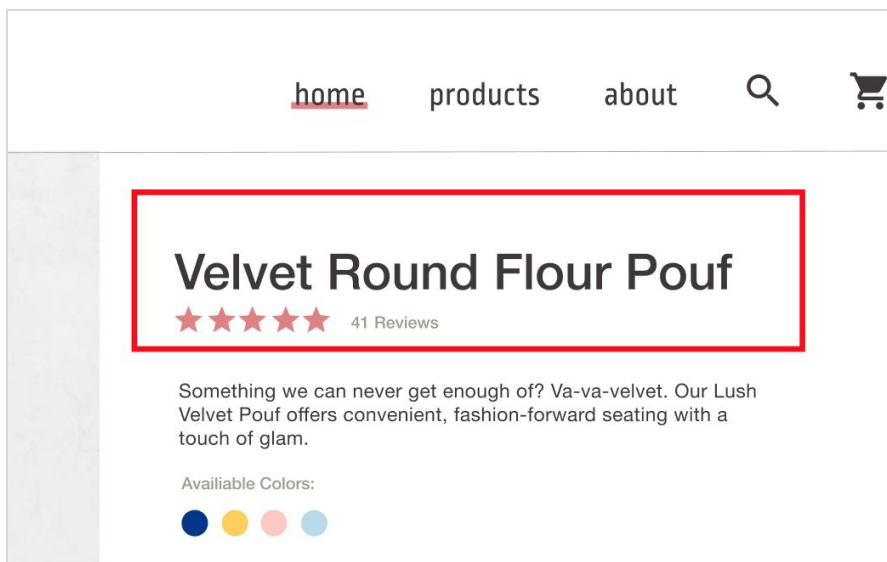 home products about
Velvet Round Flour Pouf
41 Reviews
Something we can never get enough of? Va-va-velvet. Our Lush
Velvet Pouf offers convenient, fashion-forward seating with a
touch of glam.
Availiable Colors: